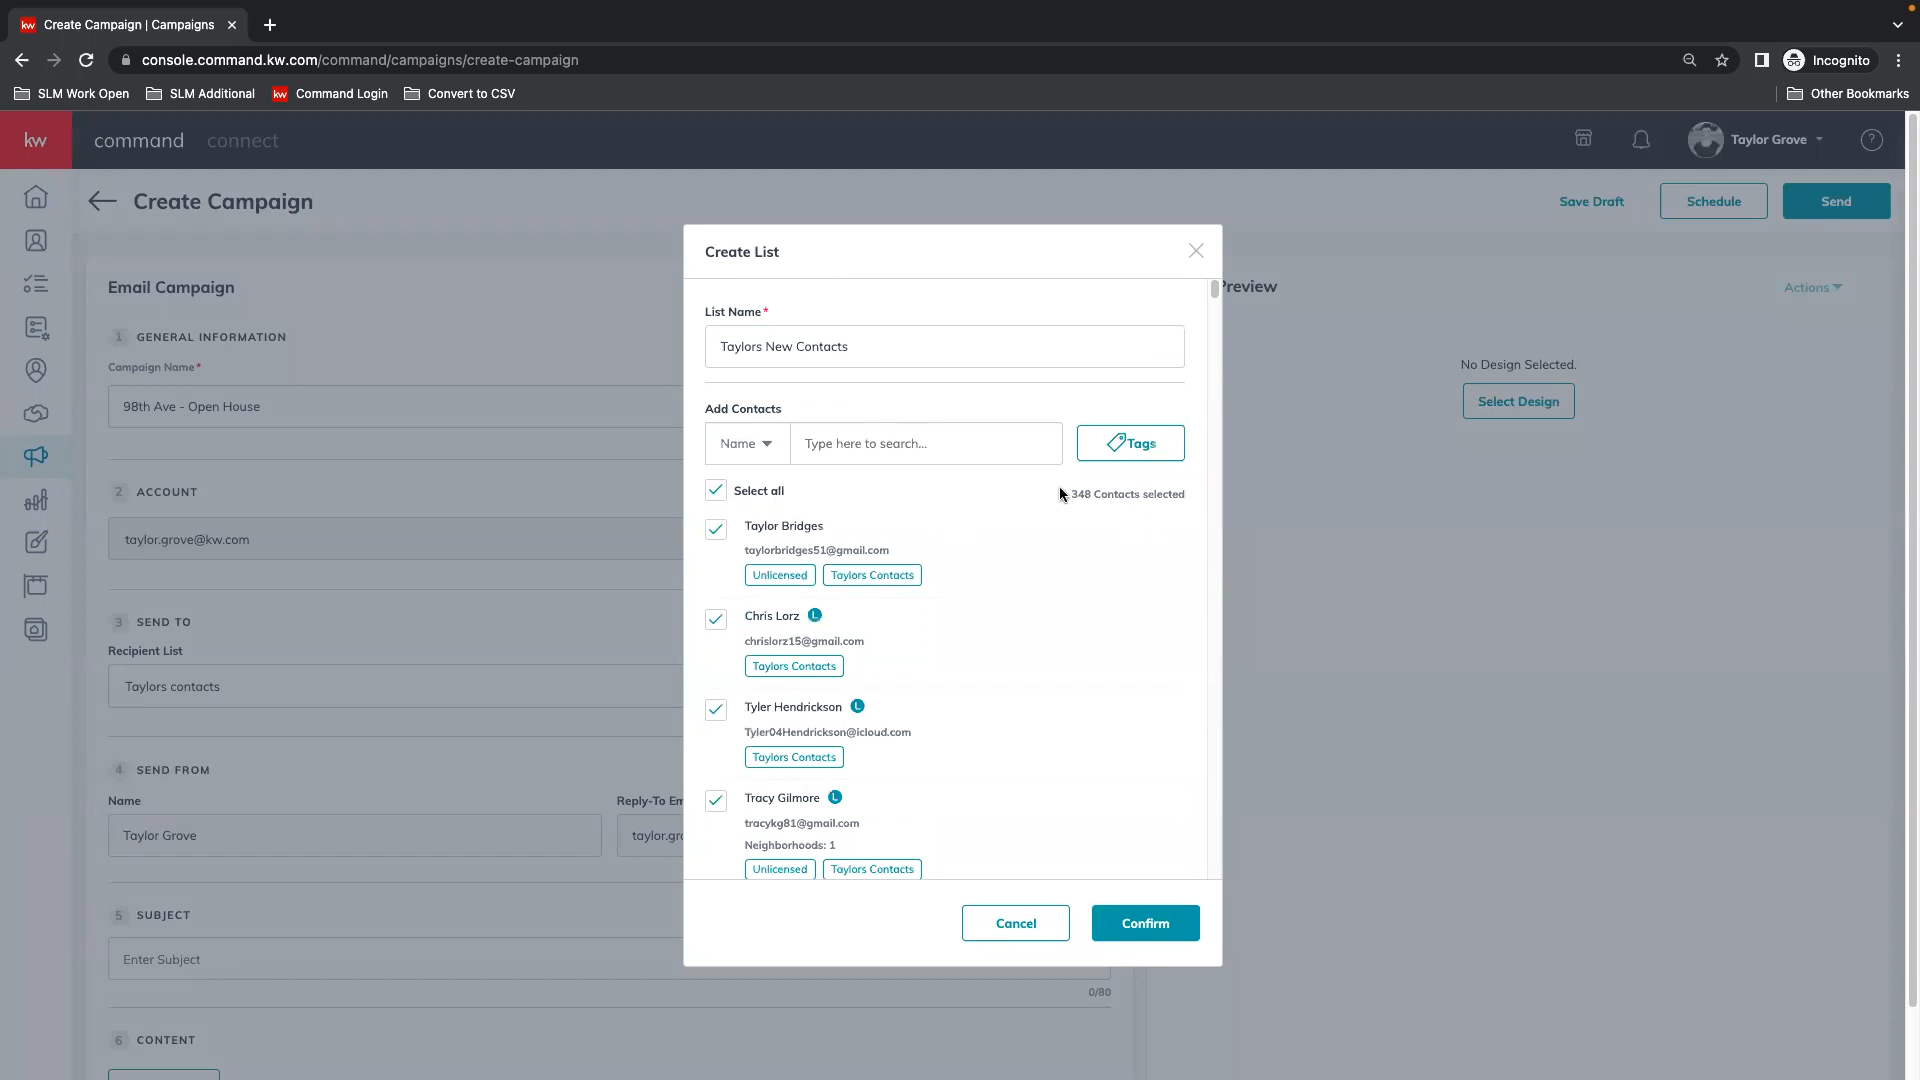 kw Create Campaign | Campaigns
console.command.kw.com/command/campaigns/create-campaign
Incognito
SLM Work Open
SLM Additional
kw Command Login
Convert to CSV
Other Bookmarks
kw
command
connect
Taylor Grove
?
Create Campaign
Save Draft
Schedule
Send
Email Campaign
1 GENERAL INFORMATION
Campaign Name*
98th Ave - Open House
2 ACCOUNT
taylor.grove@kw.com
3 SEND TO
Recipient List
Taylors contacts
4 SEND FROM
Name
Reply-To Em
Taylor Grove
taylor.gro
5 SUBJECT
Enter Subject
0/80
6 CONTENT
Create List
List Name*
Taylors New Contacts
Add Contacts
Name
Type here to search...
Tags
Select all
348 Contacts selected
Taylor Bridges
taylorbridges51@gmail.com
Unlicensed
Taylors Contacts
Chris Lorz L
chrislorz15@gmail.com
Taylors Contacts
Tyler Hendrickson L
Tyler04Hendrickson@icloud.com
Taylors Contacts
Tracy Gilmore L
tracykg81@gmail.com
Neighborhoods: 1
Unlicensed
Taylors Contacts
Cancel
Confirm
Preview
Actions
No Design Selected.
Select Design